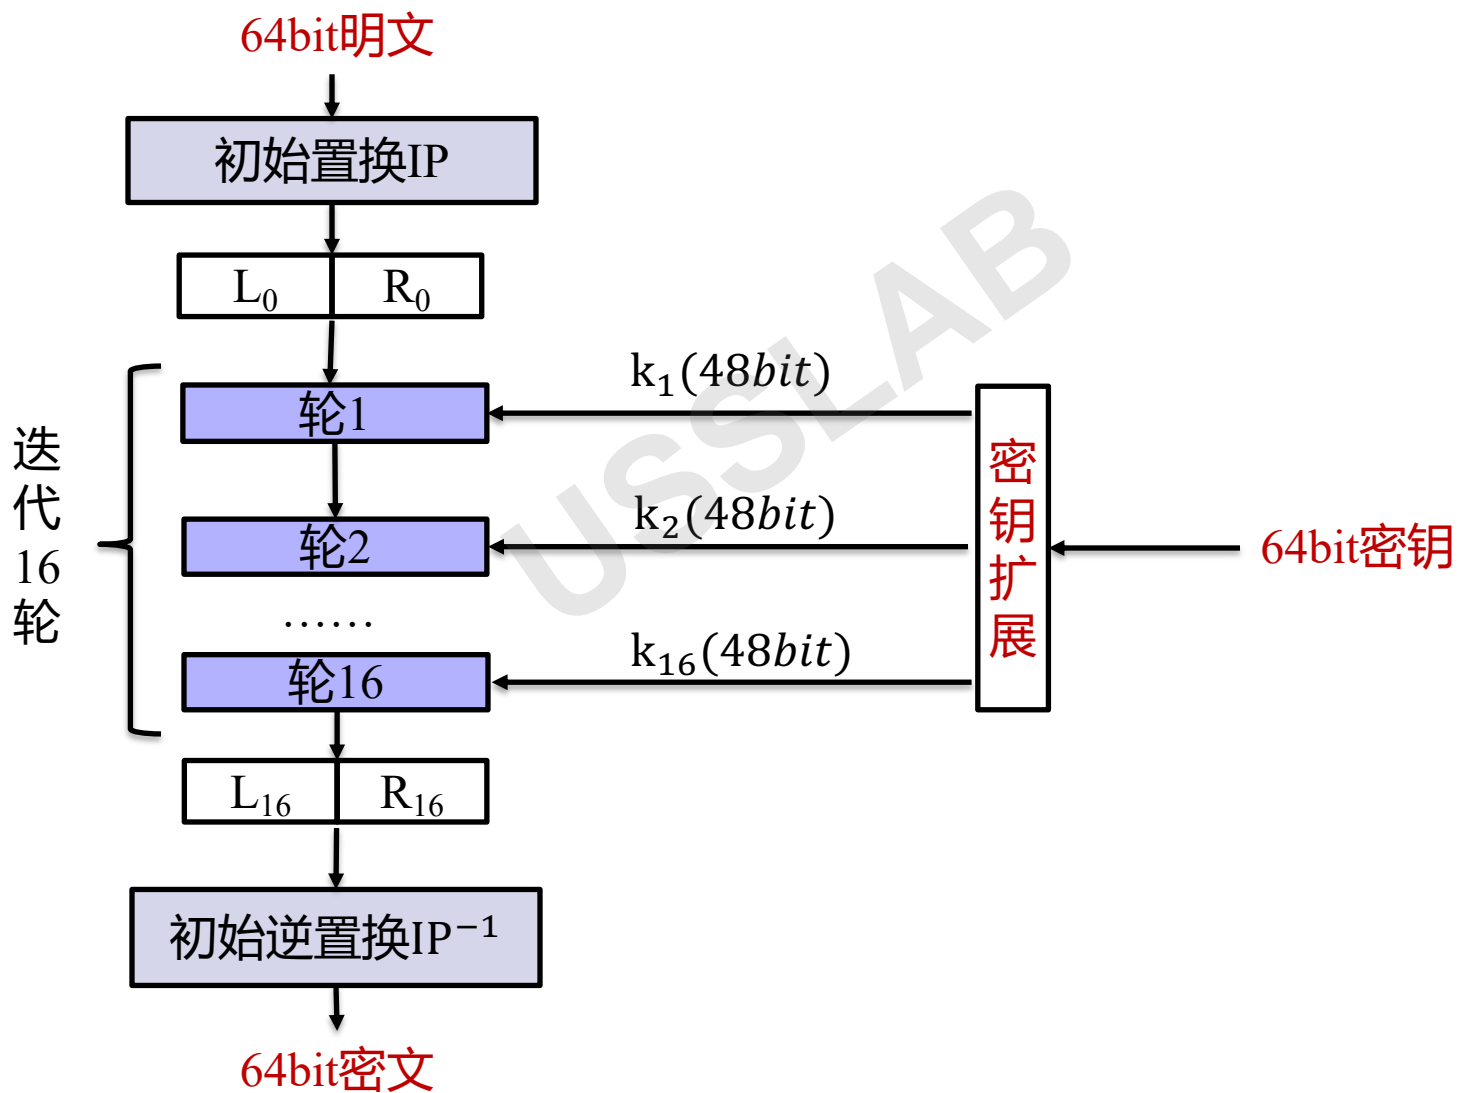 64bit明文
初始置换IP
L₀ R₀
k₁(48bit)
轮1
迭代16轮
密钥扩展
k₂(48bit)
轮2
64bit密钥
……
k₁₆(48bit)
轮16
L₁₆ R₁₆
初始逆置换IP⁻¹
64bit密文
USSLAB